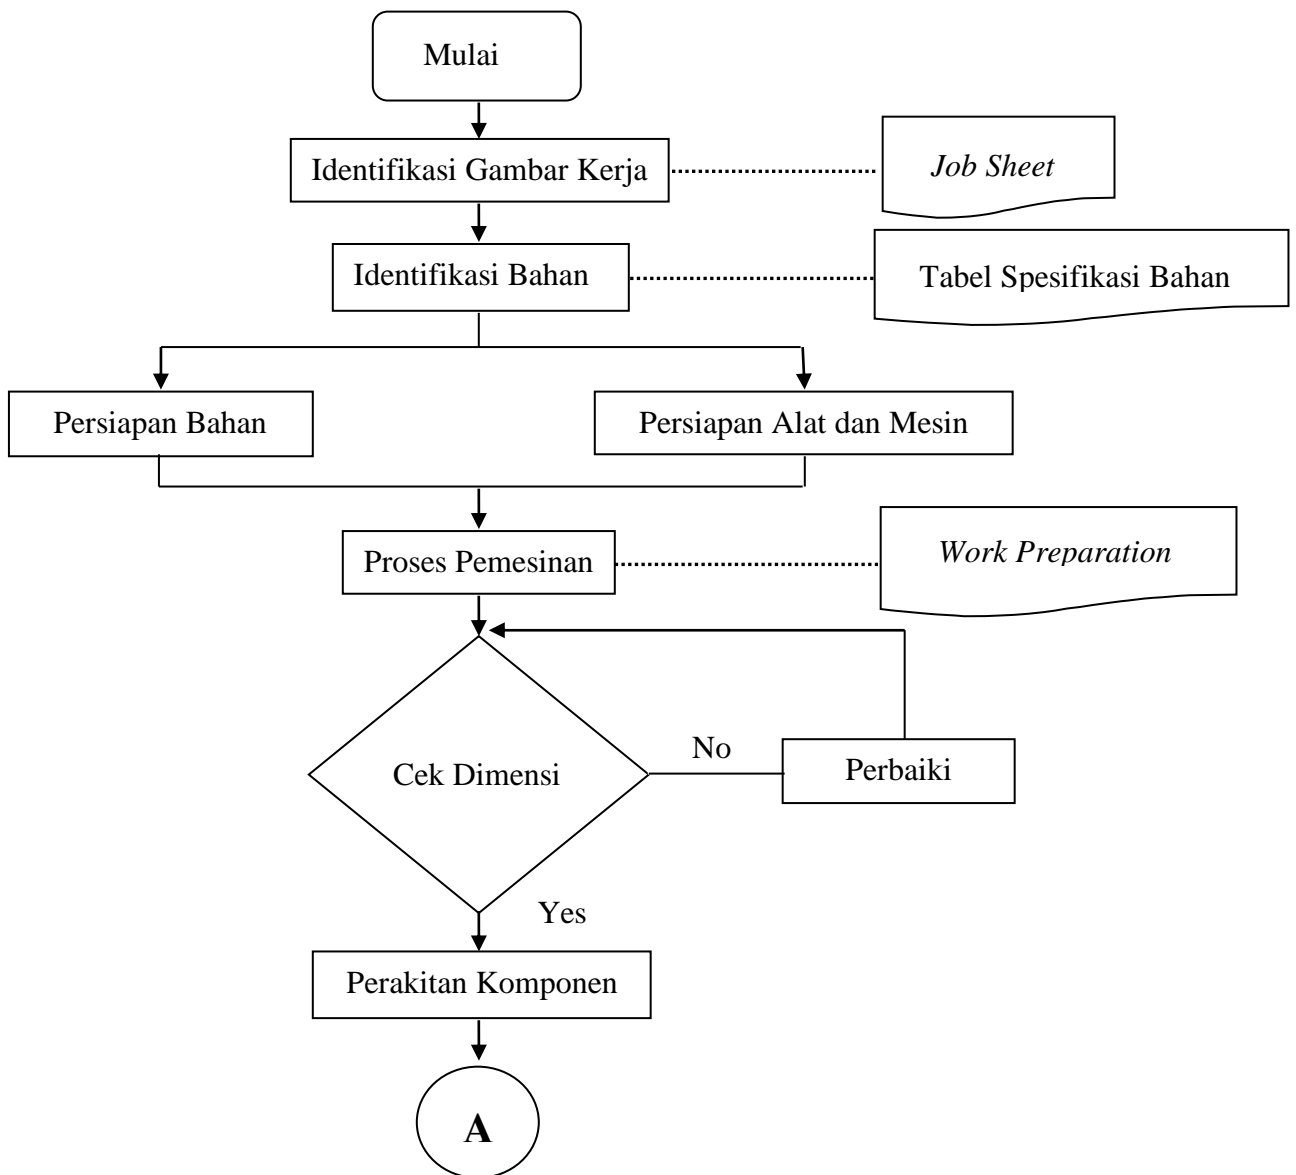 Mulai
Identifikasi Gambar Kerja
Job Sheet
Identifikasi Bahan
Tabel Spesifikasi Bahan
Persiapan Bahan
Persiapan Alat dan Mesin
Proses Pemesinan
Work Preparation
No
Perbaiki
Cek Dimensi
Yes
Perakitan Komponen
A